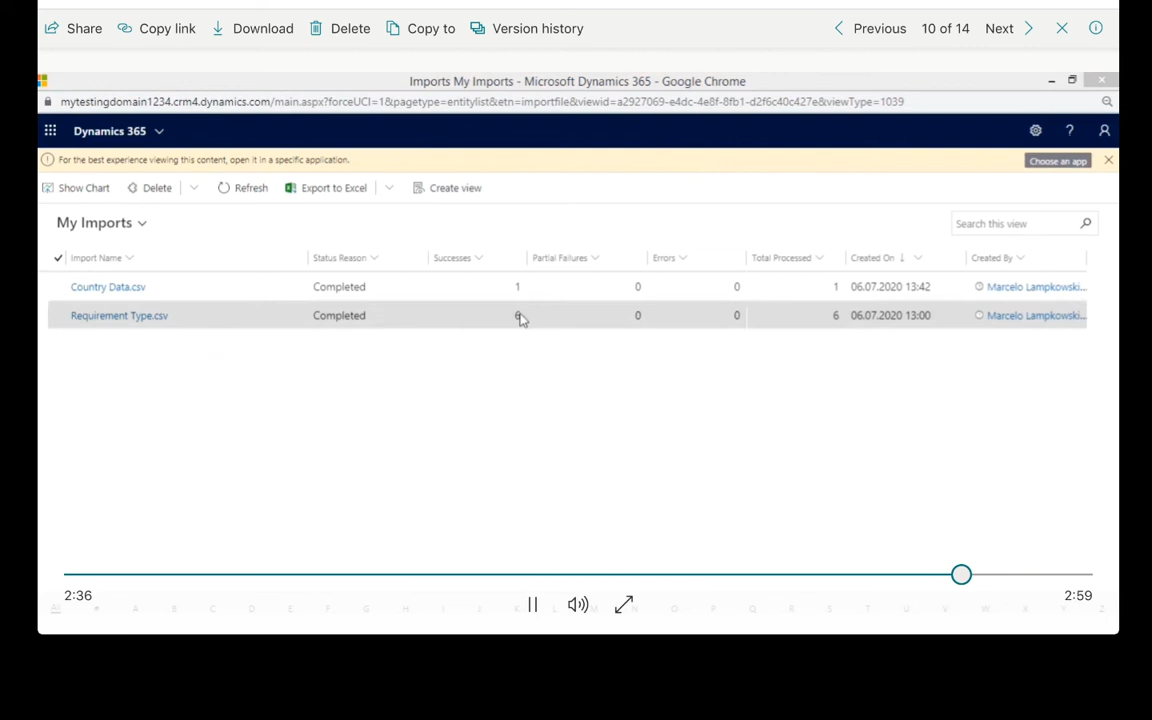 Share Copy link Download Delete Copy to Version history Previous 10 of 14 Next
Imports My Imports - Microsoft Dynamics 365 - Google Chrome
mytestingdomain1234.crm4.dynamics.com/main.aspx?forceUCI=1&pagetype=entitylist&etn=importfile&viewid=a2927069-e4dc-4e8f-8fb1-d2f6c40c427e&viewType=1039
Dynamics 365
For the best experience viewing this content, open it in a specific application. Choose an app
Show Chart Delete Refresh Export to Excel Create view
My Imports Search this view
Import Name Status Reason Successes Partial Failures Errors Total Processed Created On Created By
Country Data.csv Completed 1 0 0 1 06.07.2020 13:42 Marcelo Lampkowski...
Requirement Type.csv Completed 6 0 0 6 06.07.2020 13:00 Marcelo Lampkowski...
2:36 2:59
All # A B C D E F G H I J K L M N O P Q R S T U V W X Y Z